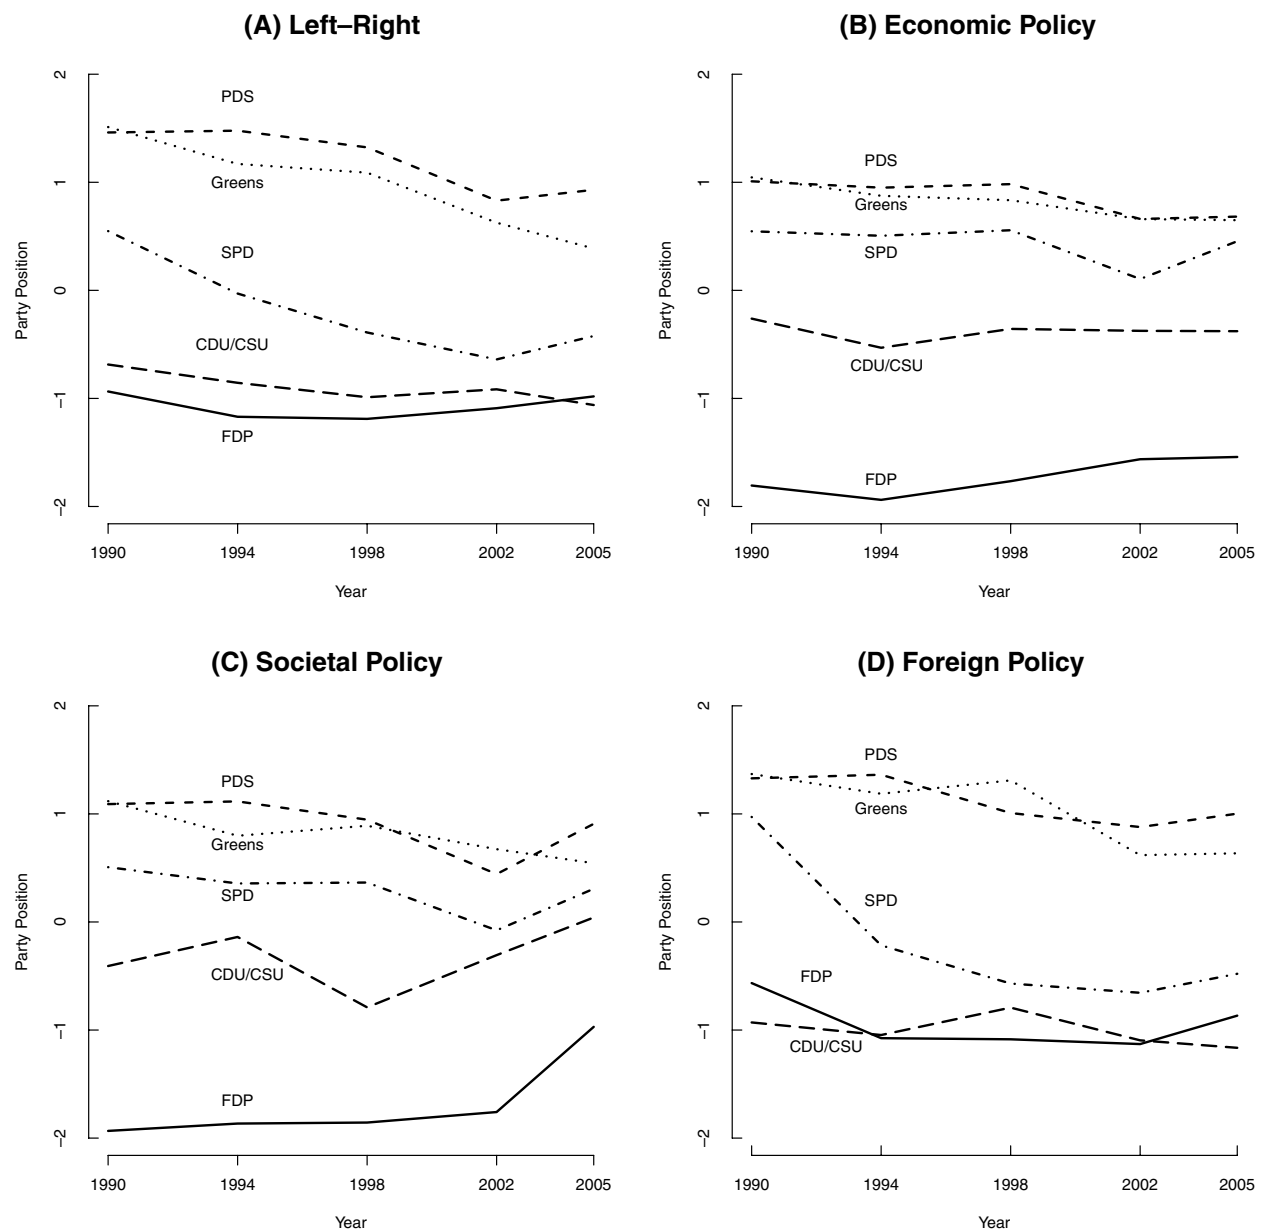 (A) Left–Right
Party Position
2
1
0
−1
−2
PDS
Greens
SPD
CDU/CSU
FDP
1990 1994 1998 2002 2005
Year
(B) Economic Policy
Party Position
2
1
0
−1
−2
PDS
Greens
SPD
CDU/CSU
FDP
1990 1994 1998 2002 2005
Year
(C) Societal Policy
Party Position
2
1
0
−1
−2
PDS
Greens
SPD
CDU/CSU
FDP
1990 1994 1998 2002 2005
Year
(D) Foreign Policy
Party Position
2
1
0
−1
−2
PDS
Greens
SPD
FDP
CDU/CSU
1990 1994 1998 2002 2005
Year